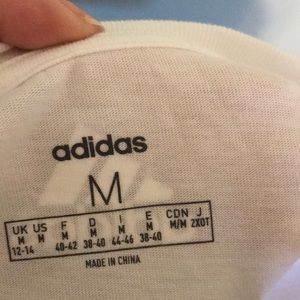 adidas
M
UK US F D I E CDN J
M M M M M M M/M 2XOT
12-14 40-42 38-40 44-46 38-40
MADE IN CHINA